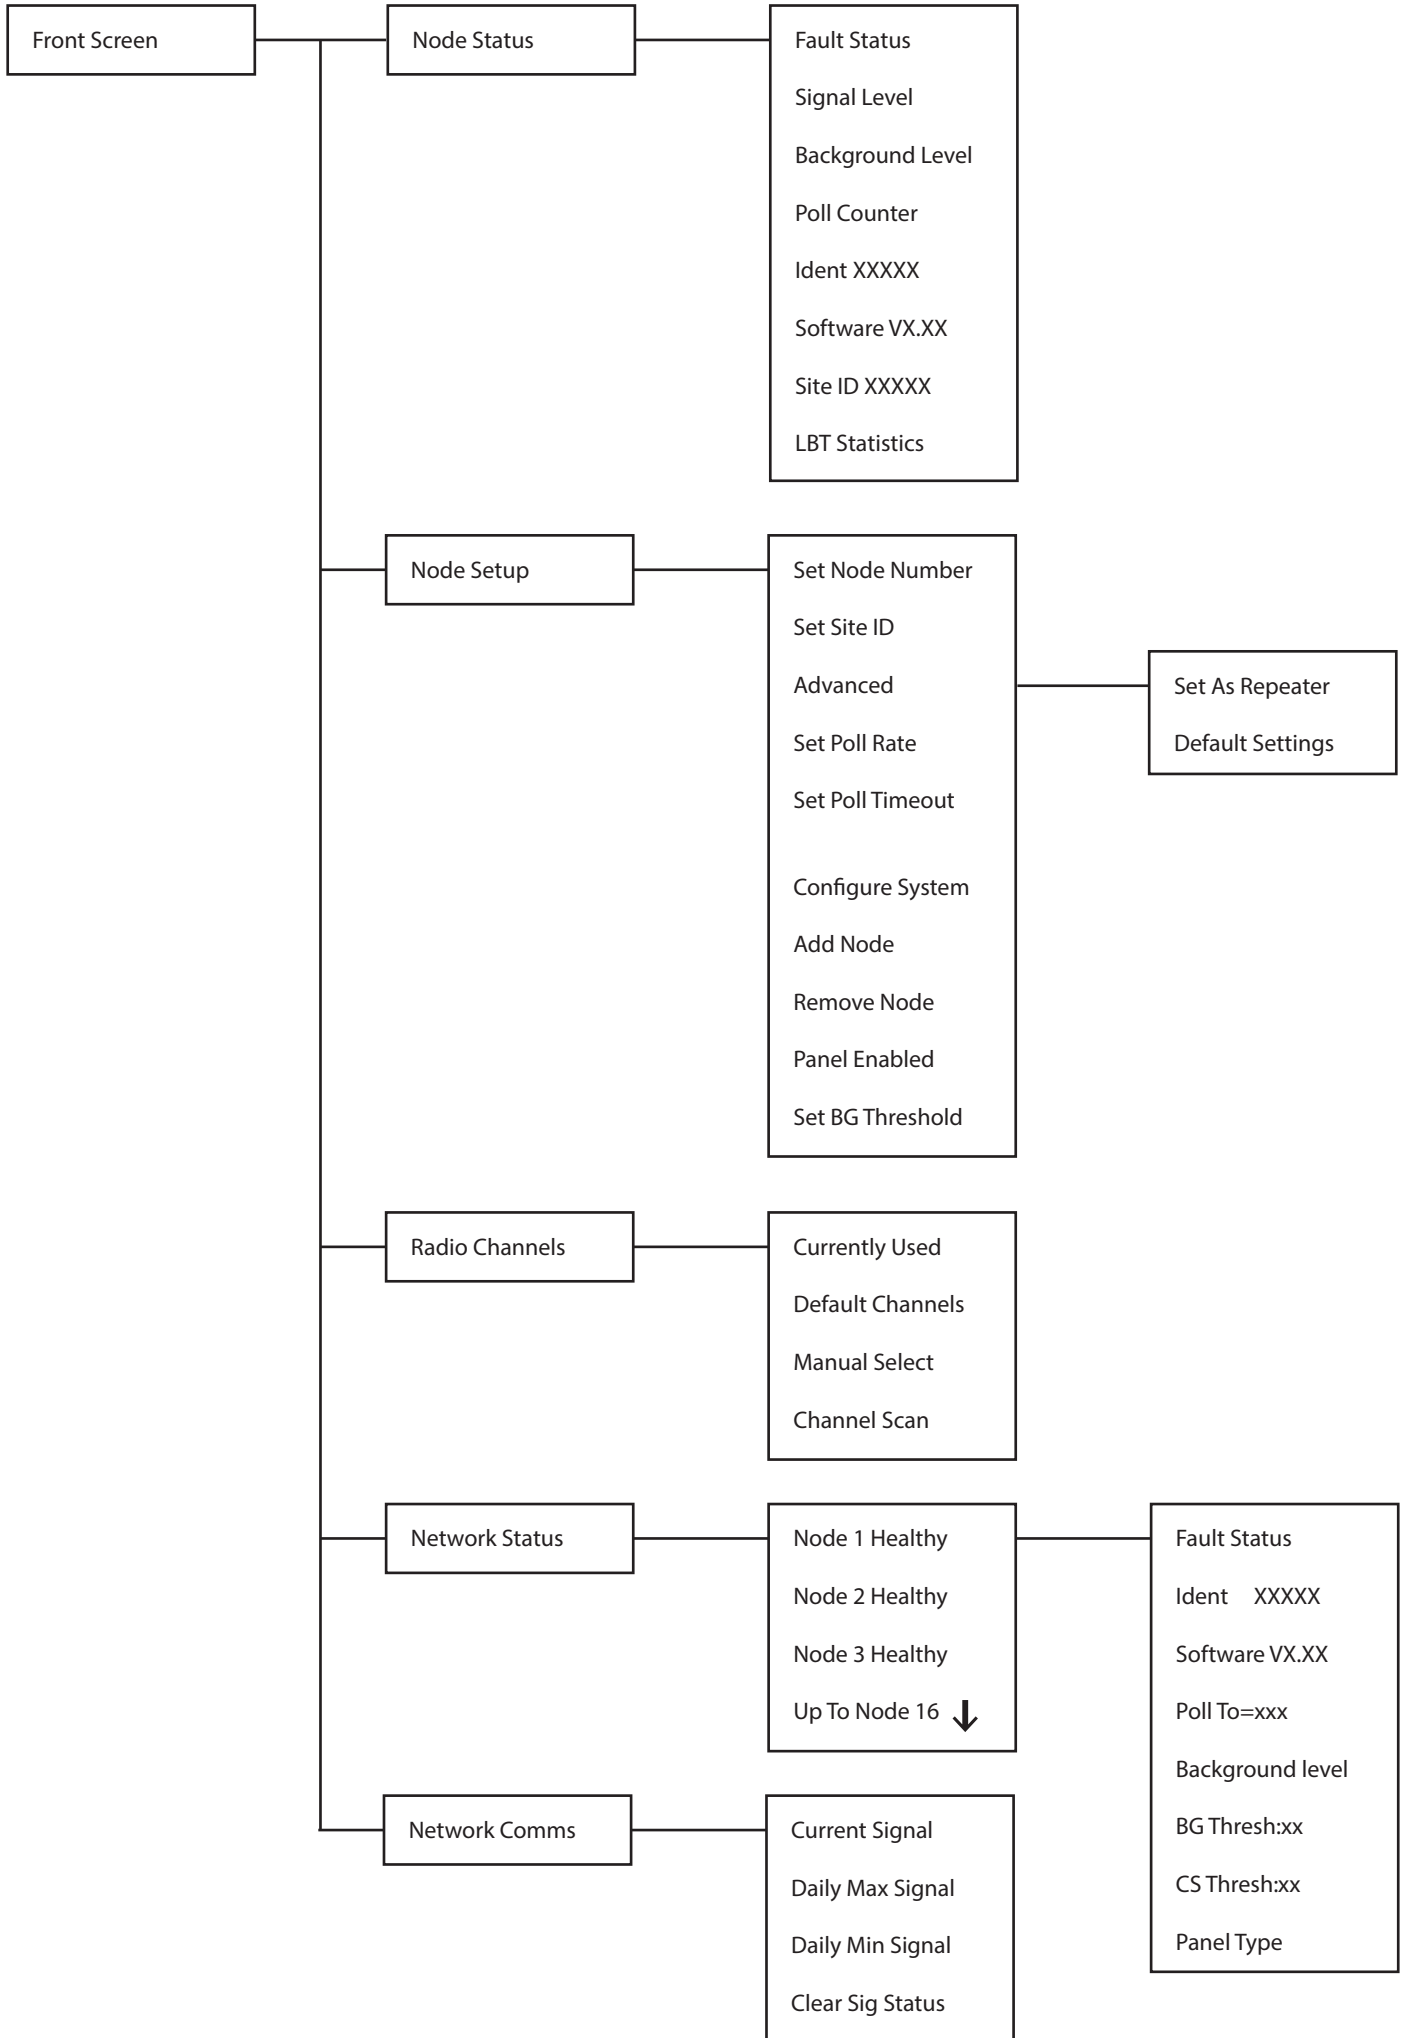 Front Screen
Node Status
Fault Status
Signal Level
Background Level
Poll Counter
Ident XXXXX
Software VX.XX
Site ID XXXXX
LBT Statistics
Node Setup
Set Node Number
Set Site ID
Advanced
Set Poll Rate
Set Poll Timeout
Configure System
Add Node
Remove Node
Panel Enabled
Set BG Threshold
Set As Repeater
Default Settings
Radio Channels
Currently Used
Default Channels
Manual Select
Channel Scan
Network Status
Node 1 Healthy
Node 2 Healthy
Node 3 Healthy
Up To Node 16
Fault Status
Ident XXXXX
Software VX.XX
Poll To=xxx
Background level
BG Thresh:xx
CS Thresh:xx
Panel Type
Network Comms
Current Signal
Daily Max Signal
Daily Min Signal
Clear Sig Status